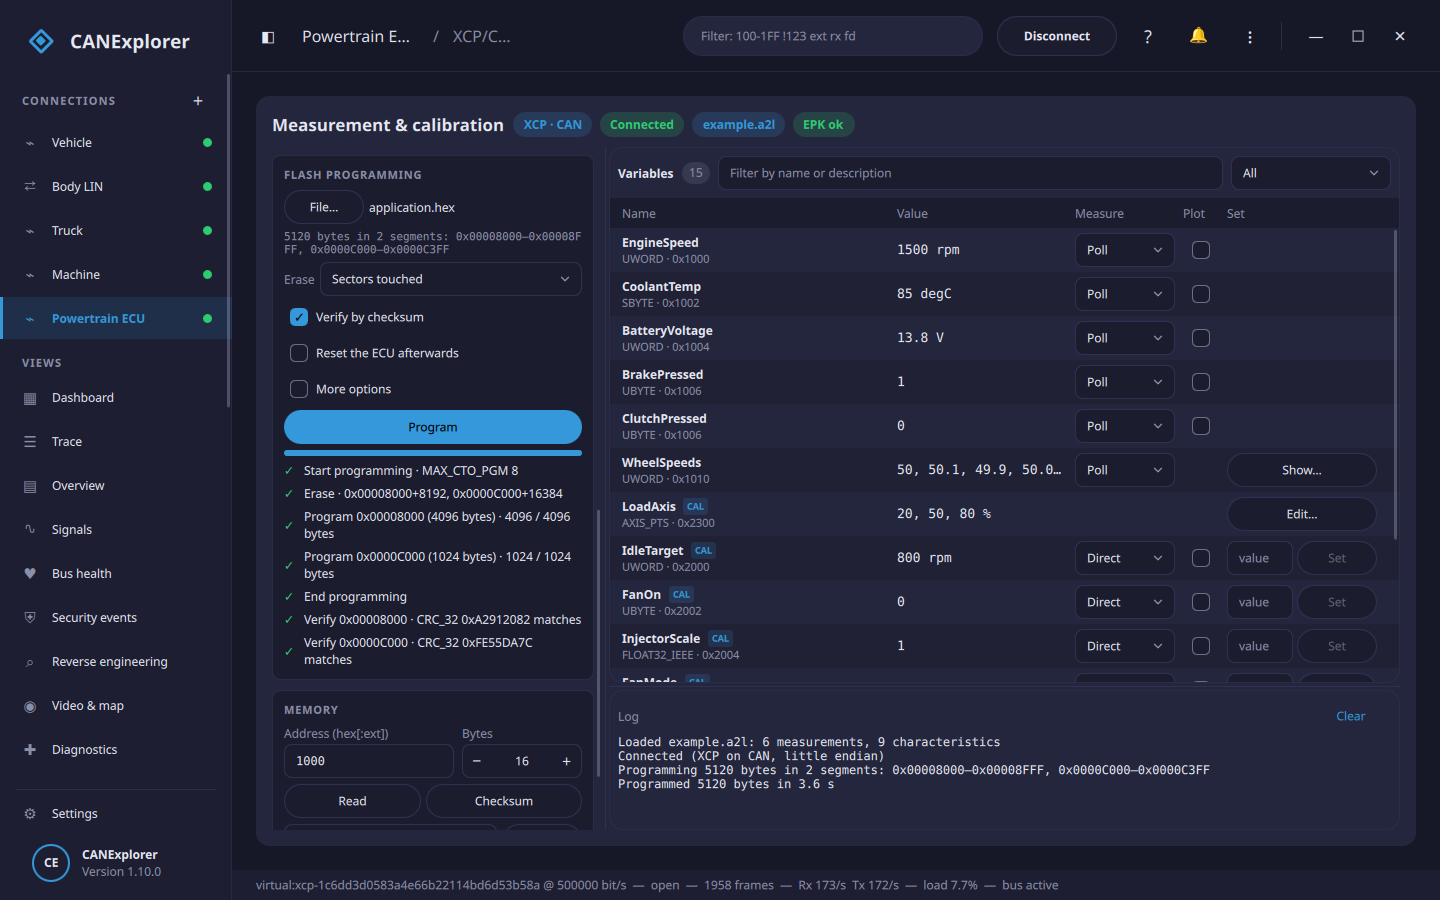 CANExplorer
CONNECTIONS +
Vehicle
Body LIN
Truck
Machine
Powertrain ECU
VIEWS
Dashboard
Trace
Overview
Signals
Bus health
Security events
Reverse engineering
Video & map
Diagnostics
Settings
CE
CANExplorer
Version 1.10.0
Powertrain E... / XCP/C...
Filter: 100-1FF !123 ext rx fd
Disconnect
?
Measurement & calibration
XCP · CAN
Connected
example.a2l
EPK ok
FLASH PROGRAMMING
File... application.hex
5120 bytes in 2 segments: 0x00008000–0x00008F
FF, 0x0000C000–0x0000C3FF
Erase Sectors touched
Verify by checksum
Reset the ECU afterwards
More options
Program
✓ Start programming · MAX_CTO_PGM 8
✓ Erase · 0x00008000+8192, 0x0000C000+16384
✓ Program 0x00008000 (4096 bytes) · 4096 / 4096
bytes
✓ Program 0x0000C000 (1024 bytes) · 1024 / 1024
bytes
✓ End programming
✓ Verify 0x00008000 · CRC_32 0xA2912082 matches
✓ Verify 0x0000C000 · CRC_32 0xFE55DA7C
matches
MEMORY
Address (hex[:ext]) Bytes
1000 − 16 +
Read Checksum
Variables 15 Filter by name or description All
Name Value Measure Plot Set
EngineSpeed
UWORD · 0x1000
1500 rpm Poll
CoolantTemp
SBYTE · 0x1002
85 degC Poll
BatteryVoltage
UWORD · 0x1004
13.8 V Poll
BrakePressed
UBYTE · 0x1006
1 Poll
ClutchPressed
UBYTE · 0x1006
0 Poll
WheelSpeeds
UWORD · 0x1010
50, 50.1, 49.9, 50.0… Poll Show...
LoadAxis CAL
AXIS_PTS · 0x2300
20, 50, 80 % Edit...
IdleTarget CAL
UWORD · 0x2000
800 rpm Direct value Set
FanOn CAL
UBYTE · 0x2002
0 Direct value Set
InjectorScale CAL
FLOAT32_IEEE · 0x2004
1 Direct value Set
FanMode CAL
Log Clear
Loaded example.a2l: 6 measurements, 9 characteristics
Connected (XCP on CAN, little endian)
Programming 5120 bytes in 2 segments: 0x00008000–0x00008FFF, 0x0000C000–0x0000C3FF
Programmed 5120 bytes in 3.6 s
virtual:xcp-1c6dd3d0583a4e66b22114bd6d53b58a @ 500000 bit/s — open — 1958 frames — Rx 173/s Tx 172/s — load 7.7% — bus active